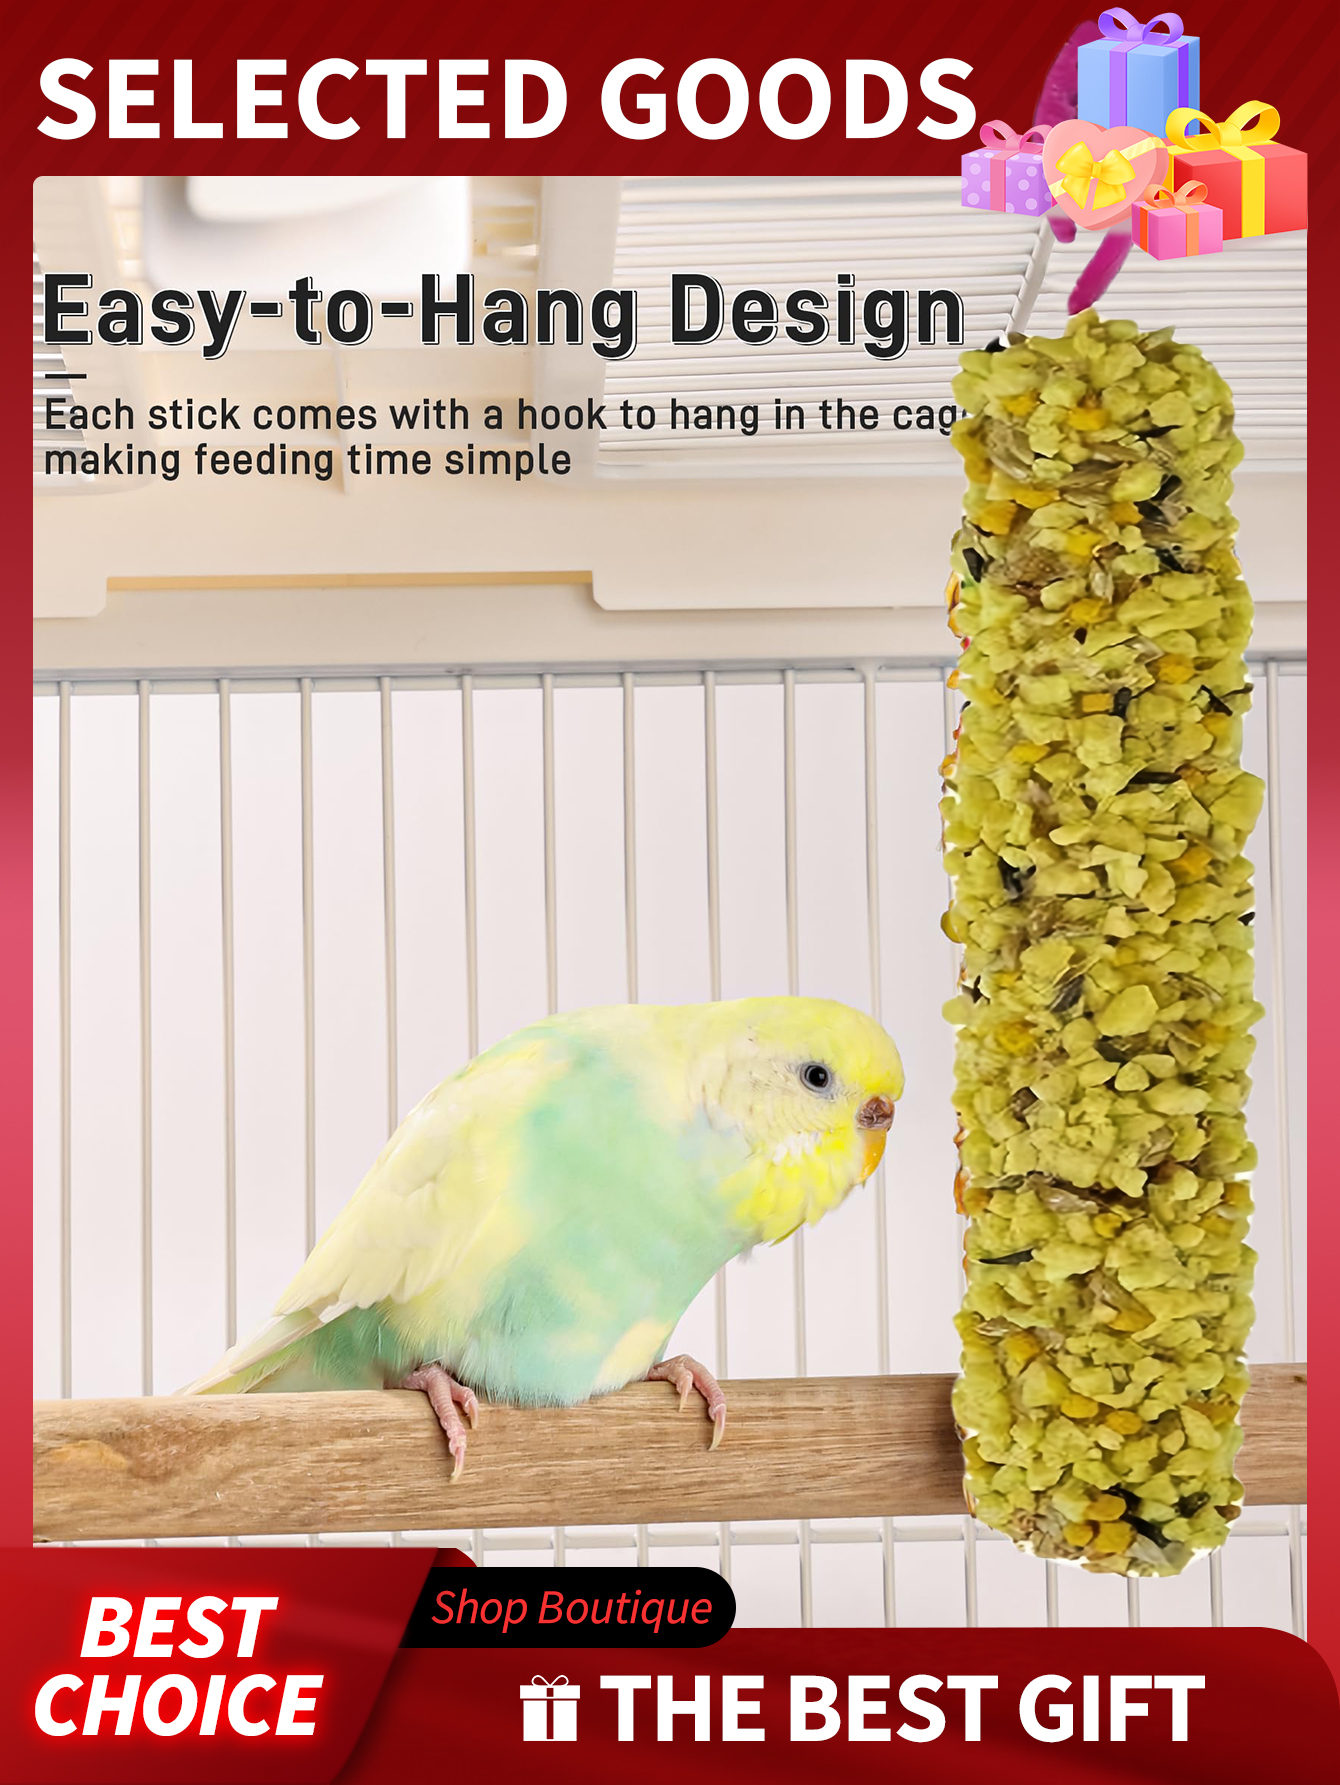 SELECTED GOODS
Easy-to-Hang Design
Each stick comes with a hook to hang in the cag
making feeding time simple
BEST
CHOICE
Shop Boutique
THE BEST GIFT